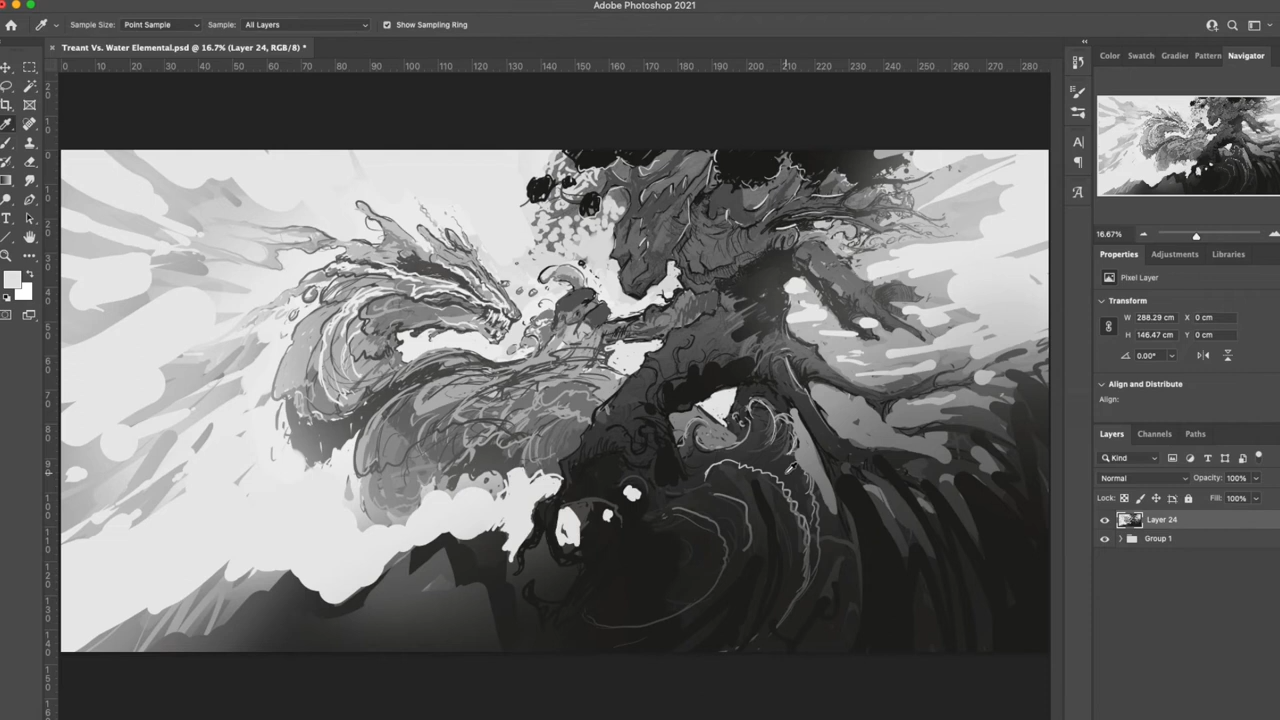 Adobe Photoshop 2021
Sample Size: Point Sample Sample: All Layers Show Sampling Ring
Treant Vs. Water Elemental.psd @ 16.7% (Layer 24, RGB/8) *
0 10 20 30 40 50 60 70 80 90 100 110 120 130 140 150 160 170 180 190 200 210 220 230 240 250 260 270 280
Color Swatch Gradier Pattern Navigator
16.67%
Properties Adjustments Libraries
Pixel Layer
Transform
W 288.29 cm X 0 cm
H 146.47 cm Y 0 cm
0.00°
Align and Distribute
Align:
Layers Channels Paths
Kind
Normal Opacity: 100%
Lock: Fill: 100%
Layer 24
Group 1